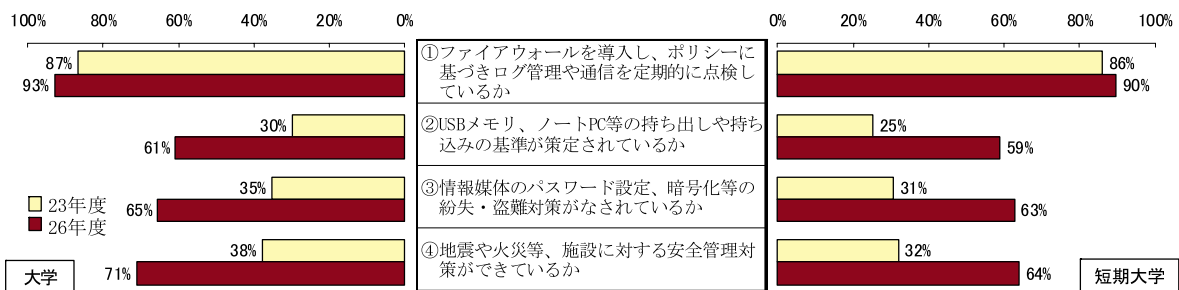 100% 80% 60% 40% 20% 0%
0% 20% 40% 60% 80% 100%
87%
93%
①ファイアウォールを導入し、ポリシーに
基づきログ管理や通信を定期的に点検し
ているか
86%
90%
30%
61%
②USBメモリ、ノートPC等の持ち出しや持ち
込みの基準が策定されているか
25%
59%
35%
65%
③情報媒体のパスワード設定、暗号化等の
紛失・盗難対策がなされているか
31%
63%
23年度
26年度
38%
71%
④地震や火災等、施設に対する安全管理対
策ができているか
32%
64%
大学
短期大学